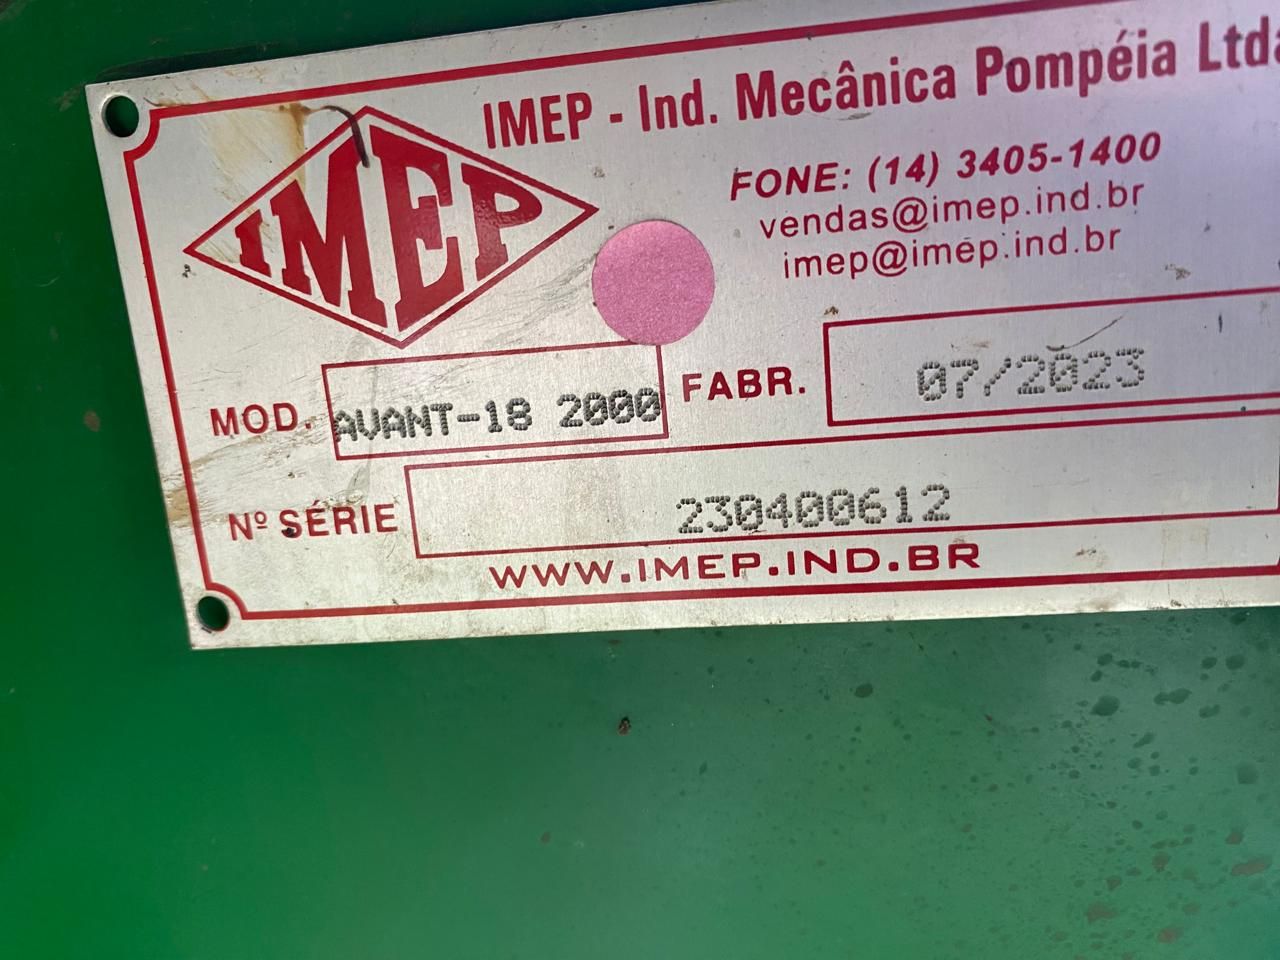 IMEP
IMEP - Ind. Mecânica Pompéia Ltda
FONE: (14) 3405-1400
vendas@imep.ind.br
imep@imep.ind.br
MOD. AVANT-18 2000 FABR. 07/2023
Nº SÉRIE 230400612
WWW.IMEP.IND.BR